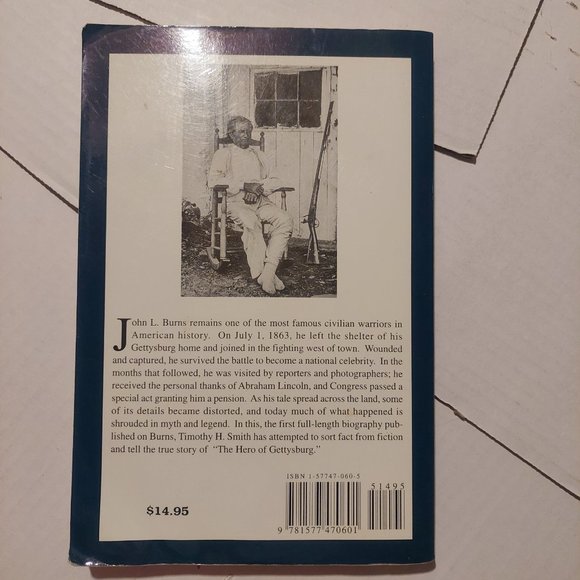 John L. Burns remains one of the most famous civilian warriors in
American history. On July 1, 1863, he left the shelter of his
Gettysburg home and joined in the fighting west of town. Wounded
and captured, he survived the battle to become a national celebrity. In the
months that followed, he was visited by reporters and photographers; he
received the personal thanks of Abraham Lincoln, and Congress passed a
special act granting him a pension. As his tale spread across the land, some
of its details became distorted, and today much of what happened is
shrouded in myth and legend. In this, the first full-length biography pub-
lished on Burns, Timothy H. Smith has attempted to sort fact from fiction
and tell the true story of "The Hero of Gettysburg."
ISBN 1-57747-060-5
51495
$14.95
9 781577 470601